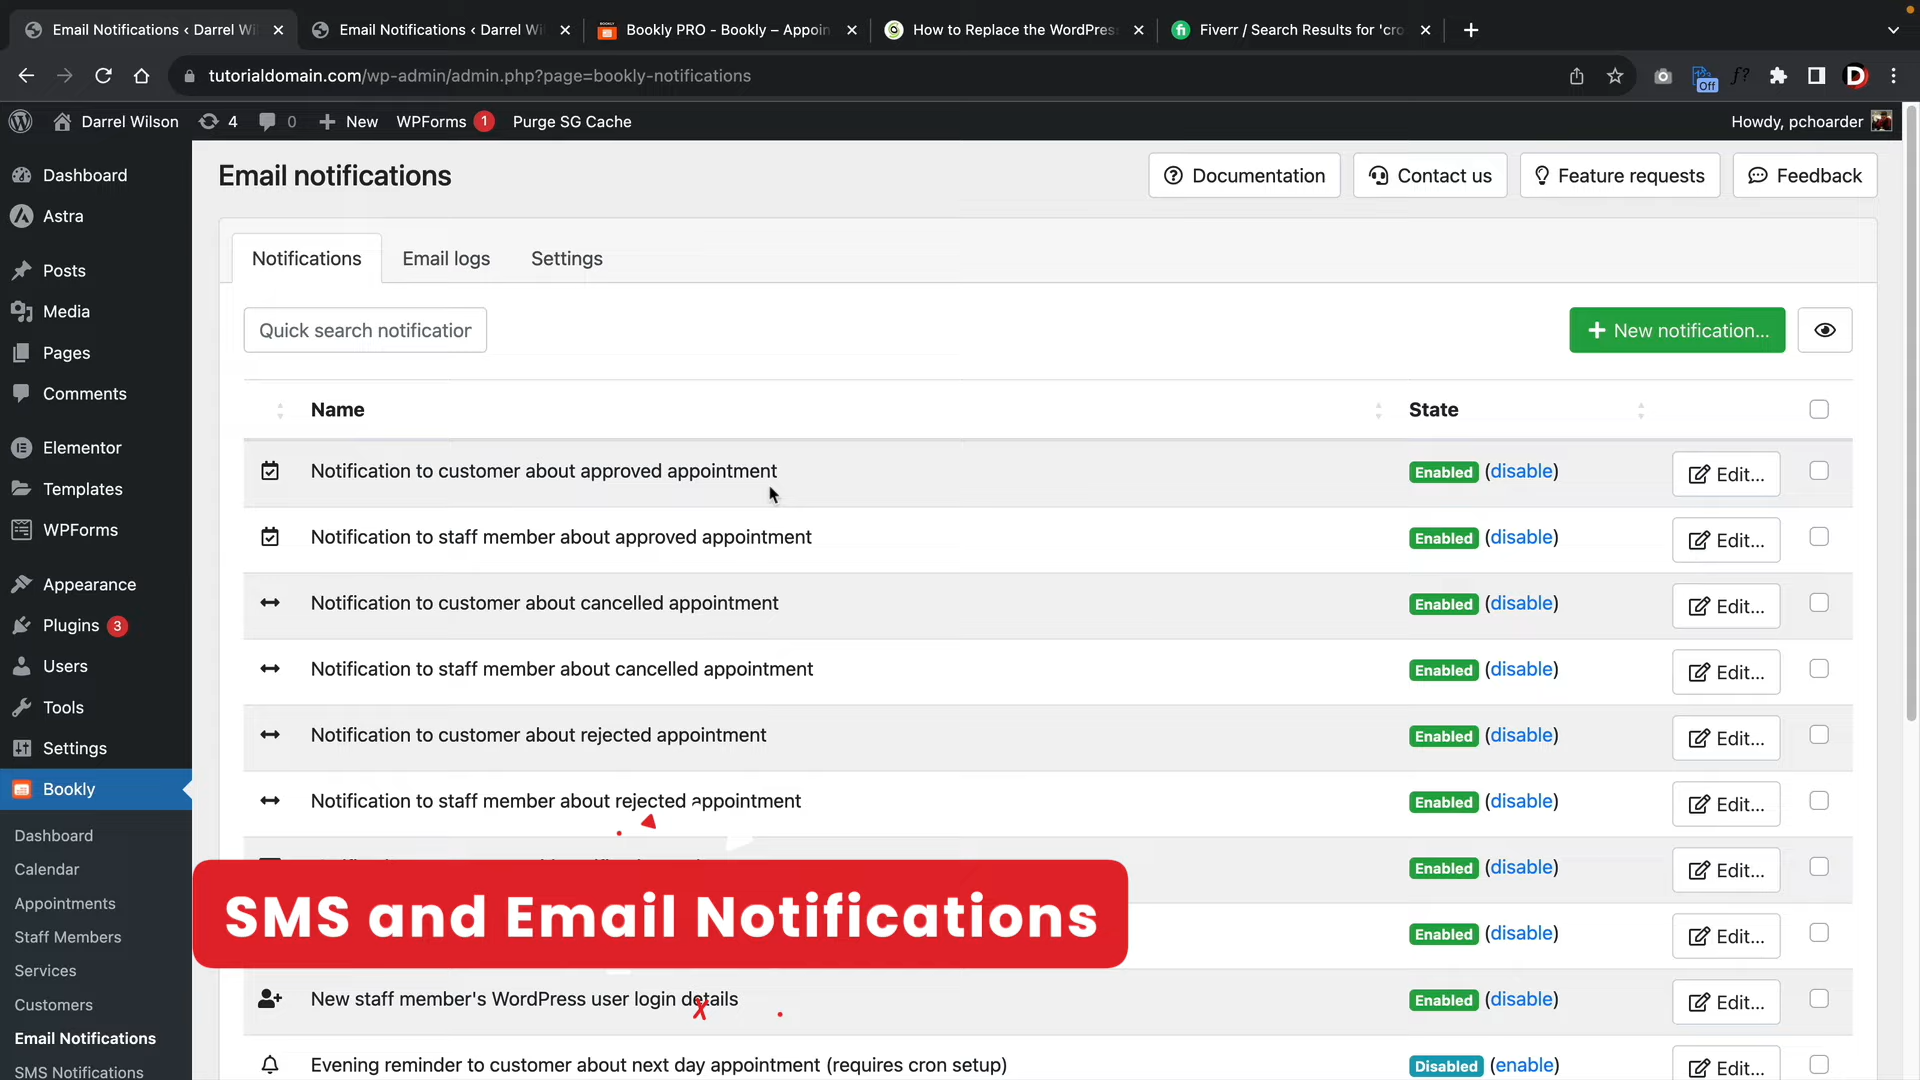 Email Notifications ‹ Darrel Wil
Email Notifications ‹ Darrel Wi
Bookly PRO - Bookly – Appoin
How to Replace the WordPres
Fiverr / Search Results for 'cro
tutorialdomain.com/wp-admin/admin.php?page=bookly-notifications
Off
f?
D
Darrel Wilson
4
0
New
WPForms 1
Purge SG Cache
Howdy, pchoarder
Dashboard
Astra
Posts
Media
Pages
Comments
Elementor
Templates
WPForms
Appearance
Plugins 3
Users
Tools
Settings
Bookly
Dashboard
Calendar
Appointments
Staff Members
Services
Customers
Email Notifications
SMS Notifications
Email notifications
Documentation
Contact us
Feature requests
Feedback
Notifications
Email logs
Settings
Quick search notification
New notification...
Name
State
Notification to customer about approved appointment
Enabled (disable)
Edit...
Notification to staff member about approved appointment
Enabled (disable)
Edit...
Notification to customer about cancelled appointment
Enabled (disable)
Edit...
Notification to staff member about cancelled appointment
Enabled (disable)
Edit...
Notification to customer about rejected appointment
Enabled (disable)
Edit...
Notification to staff member about rejected appointment
Enabled (disable)
Edit...
Enabled (disable)
Edit...
SMS and Email Notifications
Enabled (disable)
Edit...
New staff member's WordPress user login details
Enabled (disable)
Edit...
Evening reminder to customer about next day appointment (requires cron setup)
Disabled (enable)
Edit...